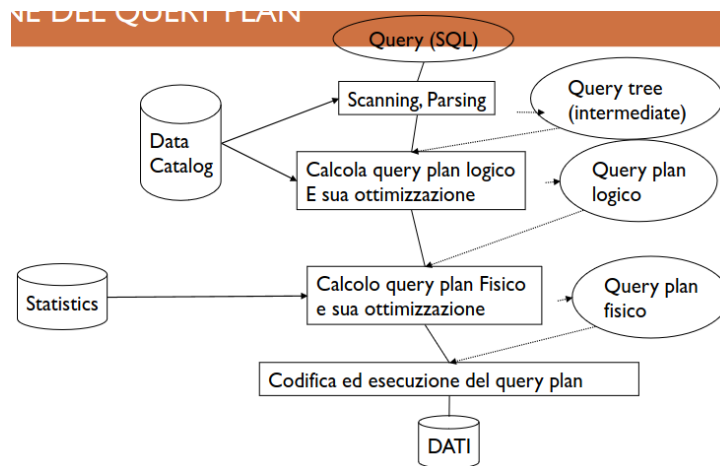 NE DEL QUERY PLAN
Query (SQL)
Scanning, Parsing
Query tree
(intermediate)
Data
Catalog
Calcola query plan logico
E sua ottimizzazione
Query plan
logico
Statistics
Calcolo query plan Fisico
e sua ottimizzazione
Query plan
fisico
Codifica ed esecuzione del query plan
DATI